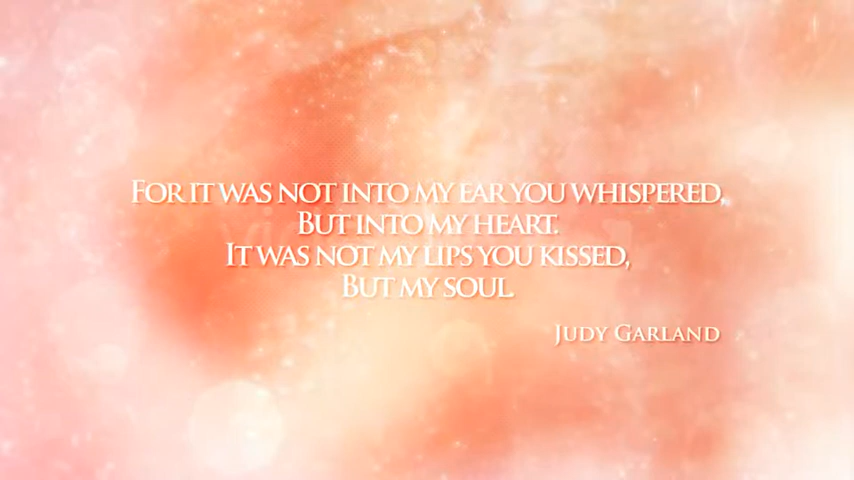 For it was not into my ear you whispered,
But into my heart.
It was not my lips you kissed,
But my soul.
Judy Garland